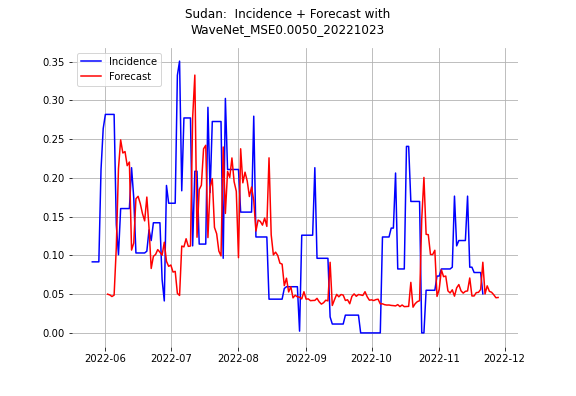 Sudan:  Incidence + Forecast with
WaveNet_MSE0.0050_20221023
Incidence
Forecast
0.35
0.30
0.25
0.20
0.15
0.10
0.05
0.00
2022-06 2022-07 2022-08 2022-09 2022-10 2022-11 2022-12